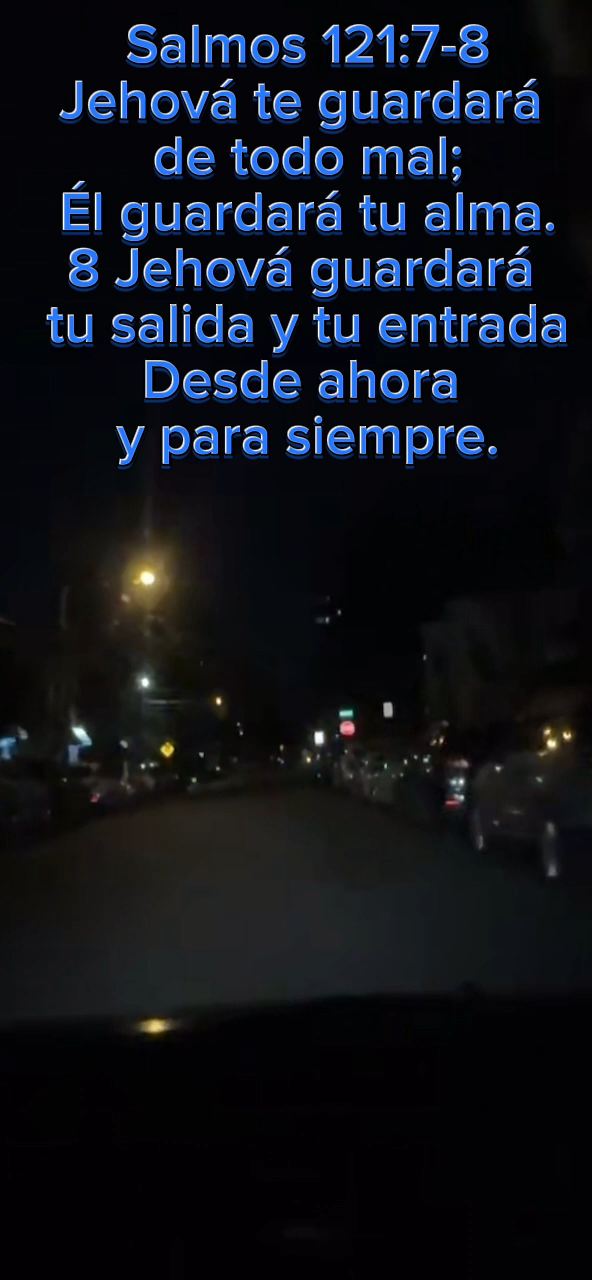 Salmos 121:7-8
Jehová te guardará
de todo mal;
Él guardará tu alma.
8 Jehová guardará
tu salida y tu entrada
Desde ahora
y para siempre.